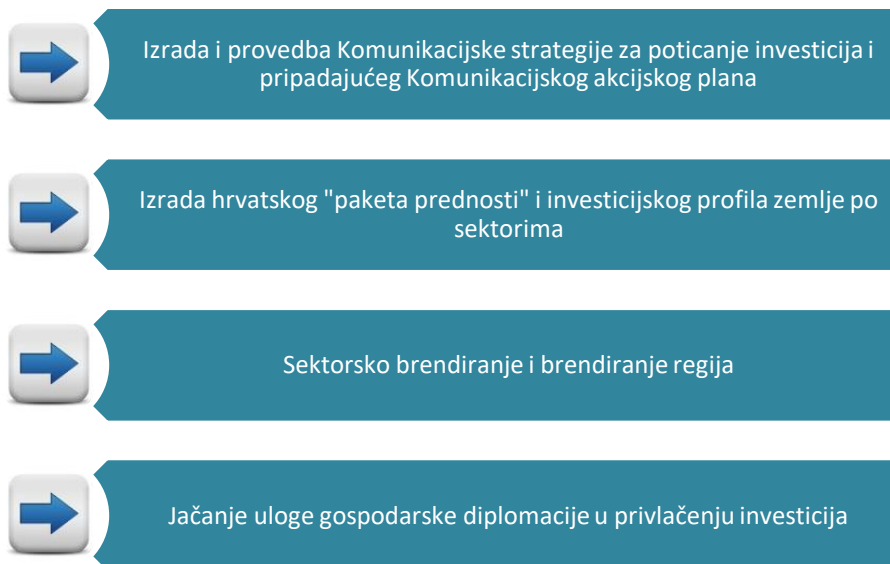 Izrada i provedba Komunikacijske strategije za poticanje investicija i
pripadajućeg Komunikacijskog akcijskog plana
Izrada hrvatskog "paketa prednosti" i investicijskog profila zemlje po
sektorima
Sektorsko brendiranje i brendiranje regija
Jačanje uloge gospodarske diplomacije u privlačenju investicija